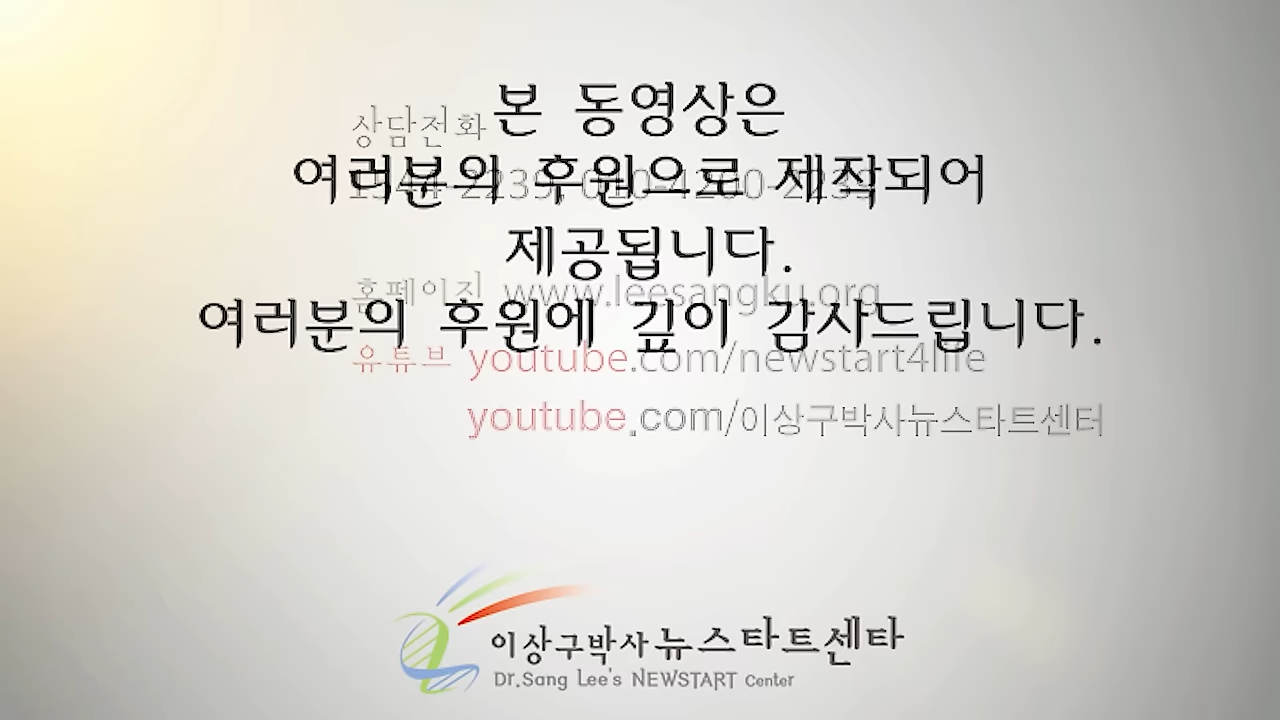 본 동영상은
상담전화
여러분의 후원으로 제작되어
제공됩니다.
홈페이지 www.leesangku.org
여러분의 후원에 깊이 감사드립니다.
유튜브 youtube.com/newstart4life
youtube.com/이상구박사뉴스타트센터
이상구박사 뉴스타트센타
Dr.Sang Lee's NEWSTART Center